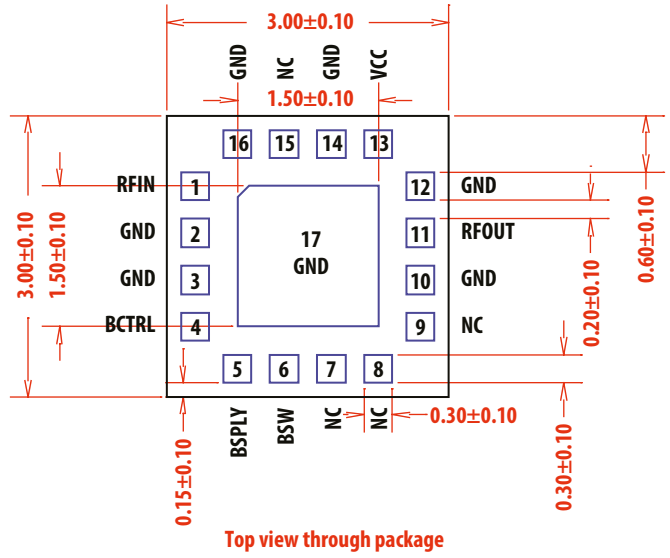 3.00±0.10
GND
NC
GND
VCC
1.50±0.10
16
15
14
13
RFIN
1
12
GND
GND
2
11
RFOUT
GND
3
10
GND
BCTRL
4
9
NC
17
GND
3.00±0.10
1.50±0.10
0.60±0.10
0.20±0.10
5
6
7
8
BSPLY
BSW
NC
NC
0.30±0.10
0.30±0.10
0.15±0.10
Top view through package